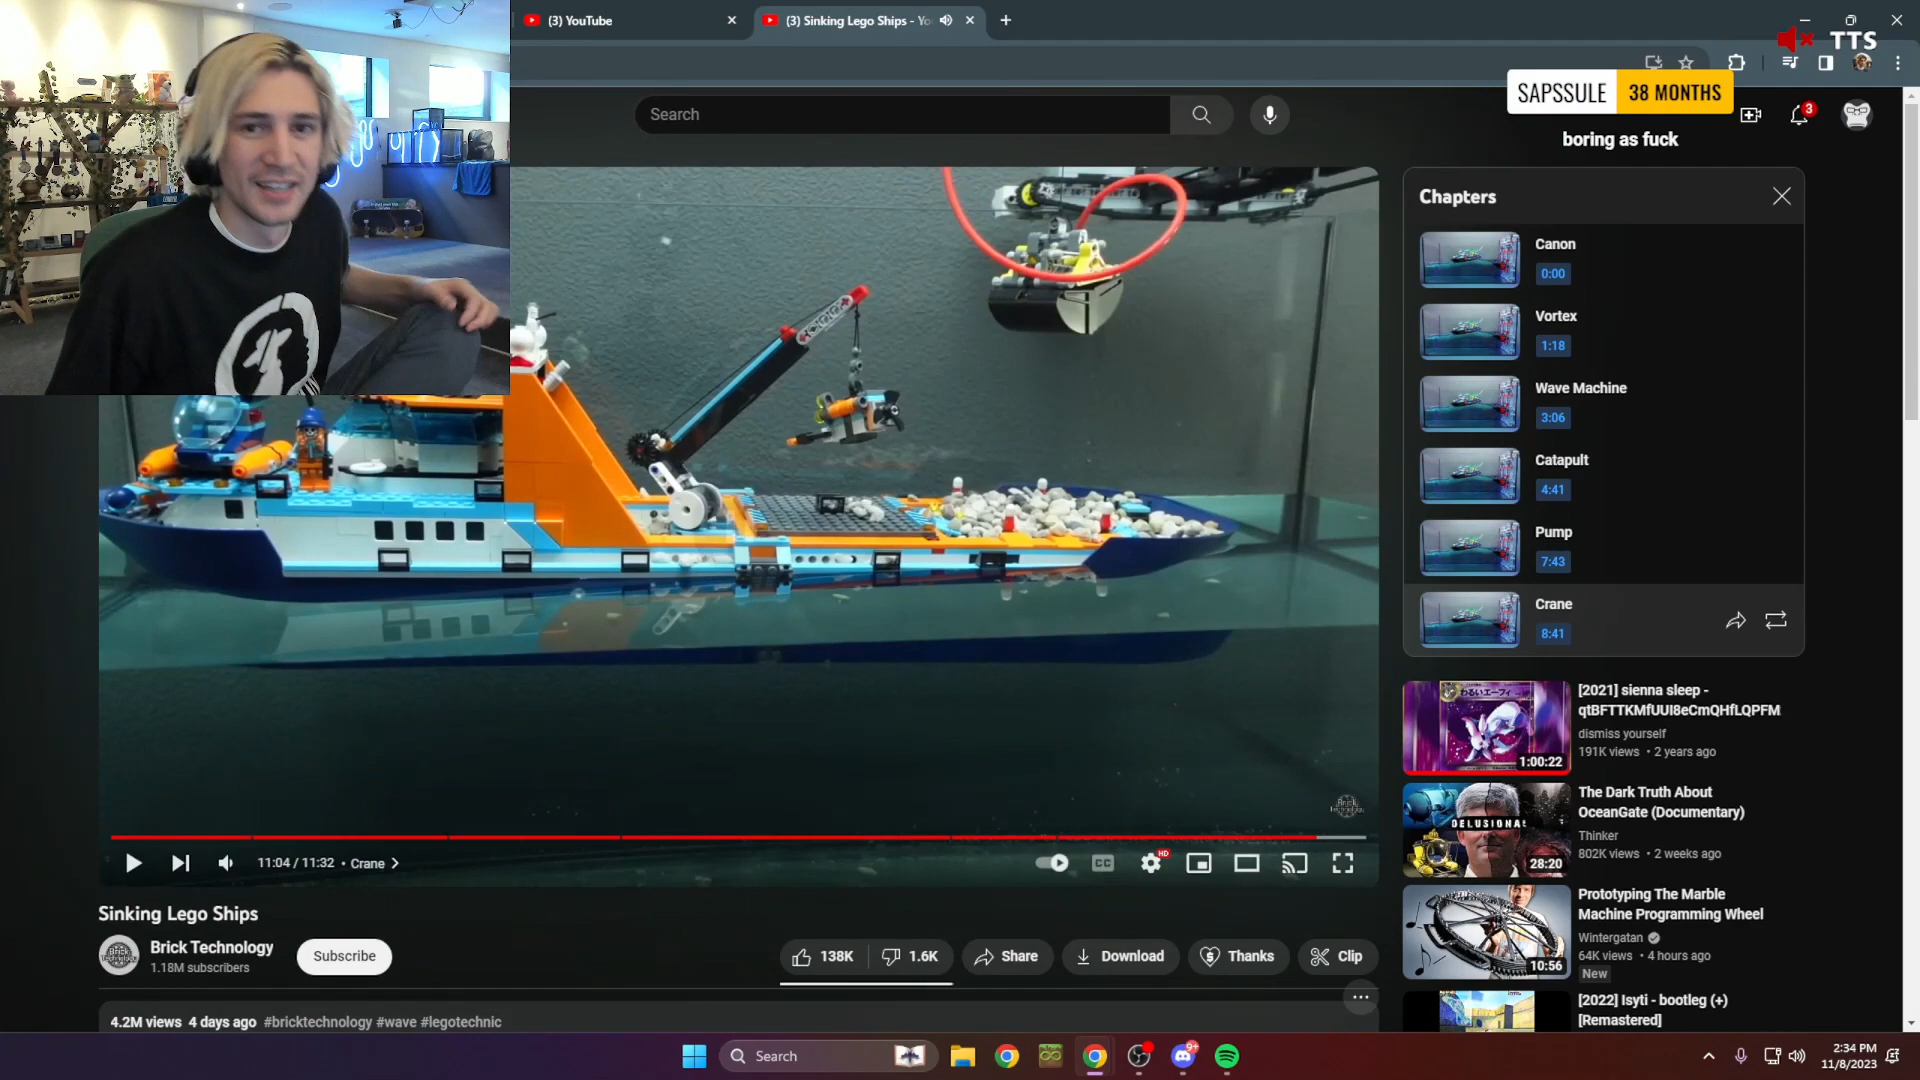 (3) YouTube
(3) Sinking Lego Ships - Yo
TTS
SAPSSULE 38 MONTHS
boring as fuck
Search
3
Chapters
Canon
0:00
Vortex
1:18
Wave Machine
3:06
Catapult
4:41
Pump
7:43
Crane
8:41
[2021] sienna sleep -
qtBFTTKMfUUI8eCmQHfLQPFM
dismiss yourself
191K views • 2 years ago
1:00:22
The Dark Truth About
OceanGate (Documentary)
Thinker
802K views • 2 weeks ago
DELUSIONAL
28:20
Prototyping The Marble
Machine Programming Wheel
Wintergatan
64K views • 4 hours ago
New
10:56
[2022] Isyti - bootleg (+)
[Remastered]
Brick
Technology
11:04 / 11:32 • Crane
CC
HD
Sinking Lego Ships
Brick Technology
1.18M subscribers
Subscribe
138K
1.6K
Share
Download
Thanks
Clip
4.2M views 4 days ago #bricktechnology #wave #legotechnic
Search
9+
2:34 PM
11/8/2023